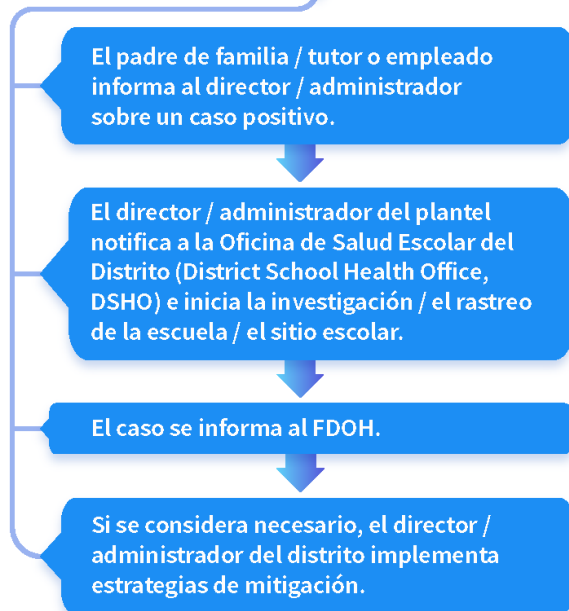 El padre de familia / tutor o empleado
informa al director / administrador
sobre un caso positivo.
El director / administrador del plantel
notifica a la Oficina de Salud Escolar del
Distrito (District School Health Office,
DSHO) e inicia la investigación / el rastreo
de la escuela / el sitio escolar.
El caso se informa al FDOH.
Si se considera necesario, el director /
administrador del distrito implementa
estrategias de mitigación.